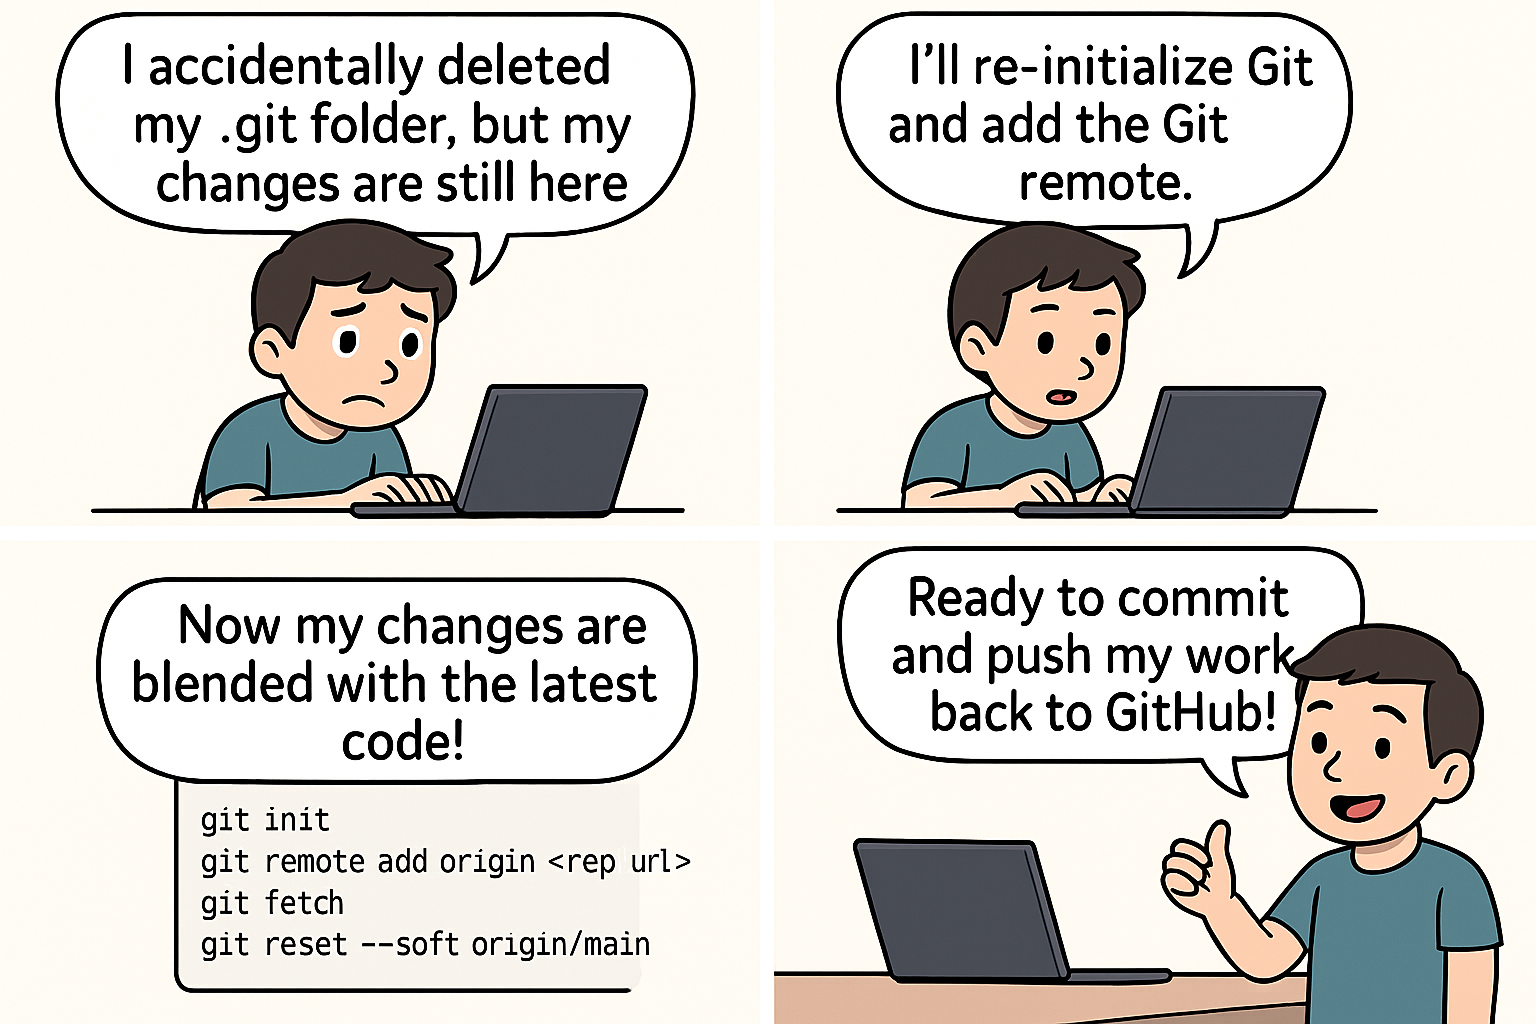 I accidentally deleted
my .git folder, but my
changes are still here
I'll re-initialize Git
and add the Git
remote.
Now my changes are
blended with the latest
code!
git init
git remote add origin <rep url>
git fetch
git reset --soft origin/main
Ready to commit
and push my work
back to GitHub!